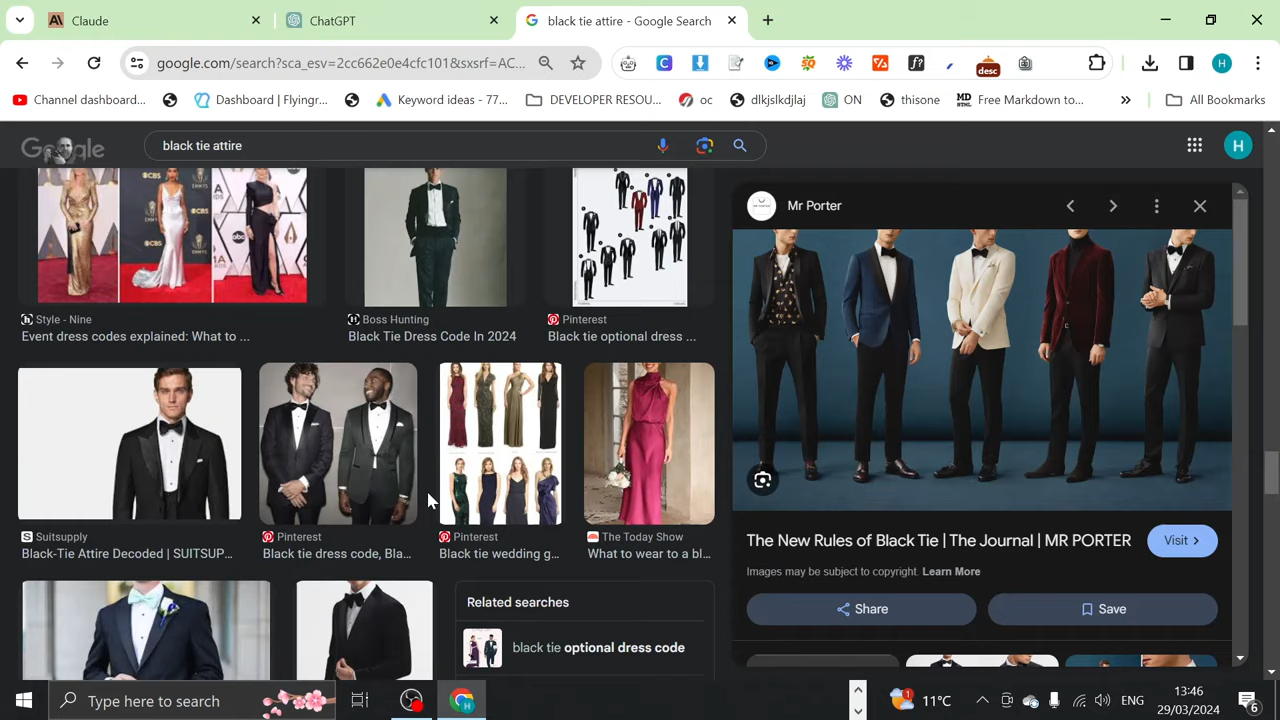 Claude
ChatGPT
black tie attire - Google Search
google.com/search?sca_esv=2cc662e0e4cfc101&sxsrf=AC...
desc
H
Channel dashboard...
Dashboard | Flyingr...
Keyword ideas - 77...
DEVELOPER RESOU...
oc
dlkjslkdjlaj
ON
thisone
MD
HTML
Free Markdown to...
»
All Bookmarks
Google
black tie attire
H
Style - Nine
Event dress codes explained: What to ...
Boss Hunting
Black Tie Dress Code In 2024
Pinterest
Black tie optional dress ...
Suitsupply
Black-Tie Attire Decoded | SUITSUP...
Pinterest
Black tie dress code, Bla...
Pinterest
Black tie wedding g...
The Today Show
What to wear to a bl...
Related searches
black tie optional dress code
Mr Porter
The New Rules of Black Tie | The Journal | MR PORTER
Visit
Images may be subject to copyright. Learn More
Share
Save
Type here to search
1
11°C
ENG
13:46
29/03/2024
6